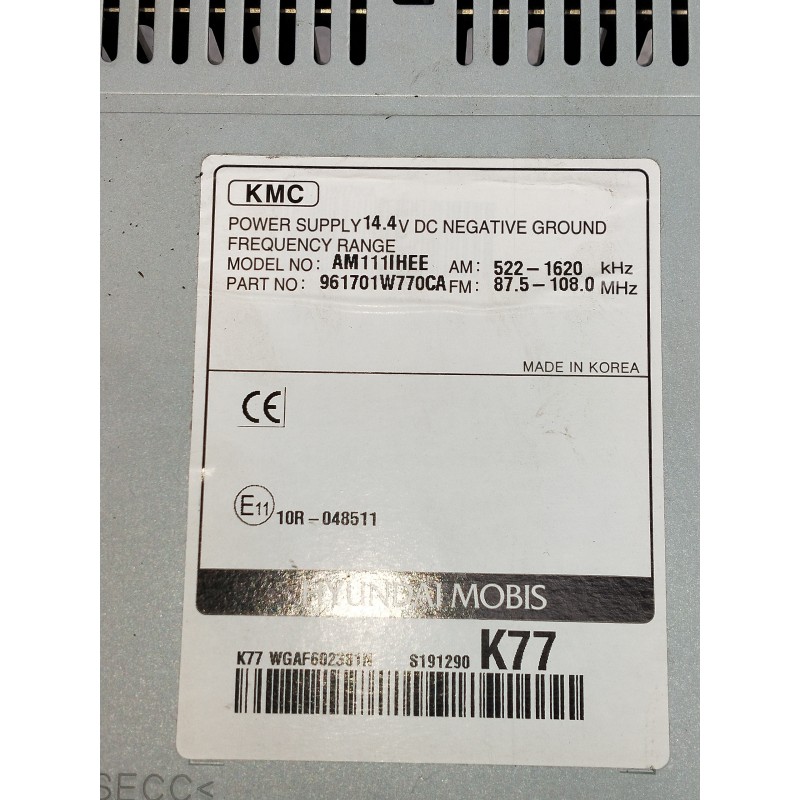 KMC
POWER SUPPLY 14.4 V DC NEGATIVE GROUND
FREQUENCY RANGE
MODEL NO: AM111IHEE AM: 522-1620 kHz
PART NO: 961701W770CA FM: 87.5-108.0 MHz
MADE IN KOREA
CE
E11 10R-048511
HYUNDAI MOBIS
K77 S191290 K77
SECC<